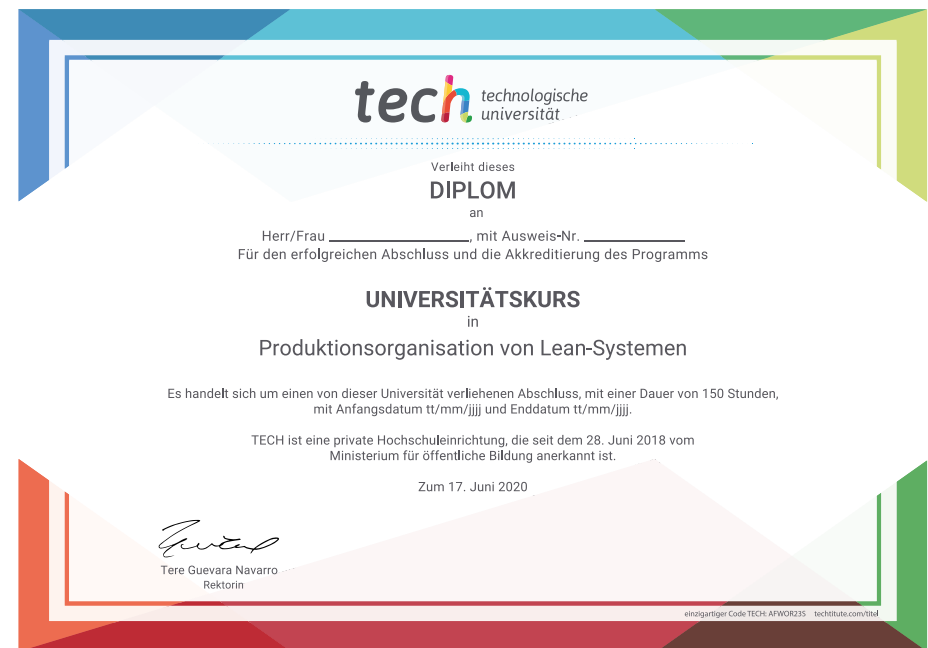 tech technologische
universität
Verleiht dieses
DIPLOM
an
Herr/Frau ____________________, mit Ausweis-Nr. ______________
Für den erfolgreichen Abschluss und die Akkreditierung des Programms
UNIVERSITÄTSKURS
in
Produktionsorganisation von Lean-Systemen
Es handelt sich um einen von dieser Universität verliehenen Abschluss, mit einer Dauer von 150 Stunden,
mit Anfangsdatum tt/mm/jjjj und Enddatum tt/mm/jjjj.
TECH ist eine private Hochschuleinrichtung, die seit dem 28. Juni 2018 vom
Ministerium für öffentliche Bildung anerkannt ist.
Zum 17. Juni 2020
Tere Guevara Navarro
Rektorin
einzigartiger Code TECH: AFWOR23S techtitute.com/titel